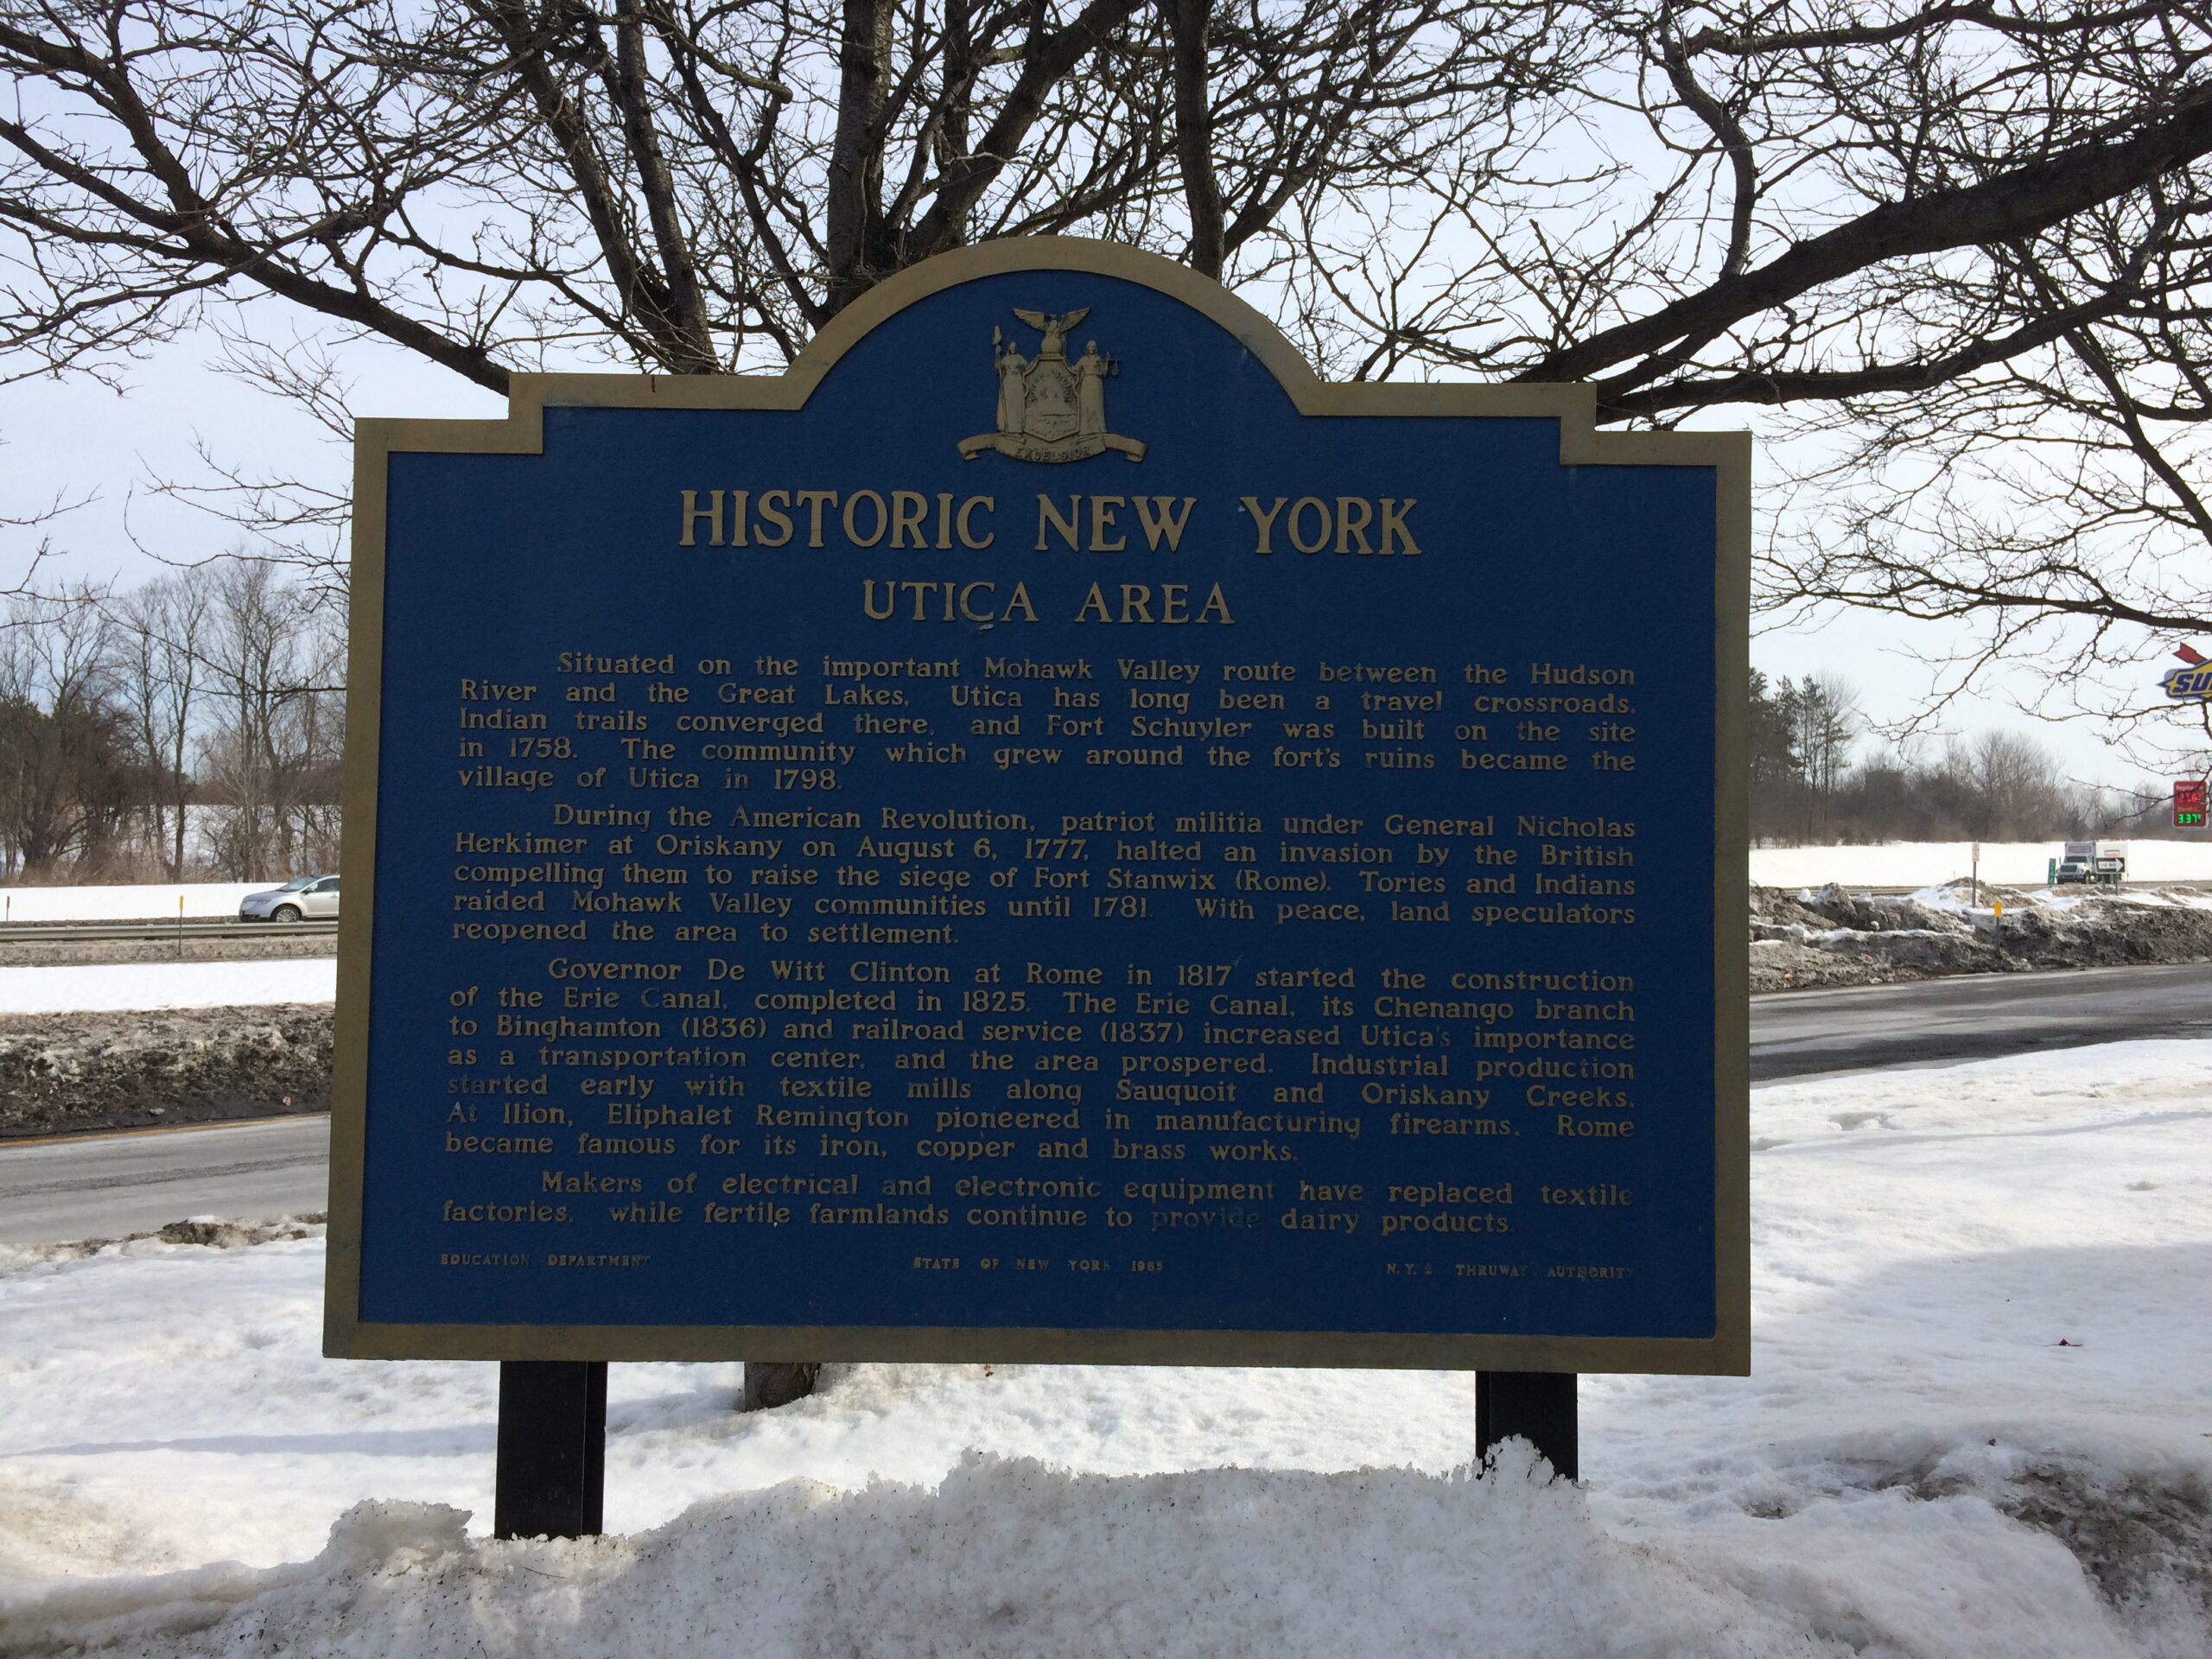 EXCELSIOR
HISTORIC NEW YORK
UTICA AREA
Situated on the important Mohawk Valley route between the Hudson
River and the Great Lakes, Utica has long been a travel crossroads.
Indian trails converged there, and Fort Schuyler was built on the site
in 1758. The community which grew around the fort's ruins became the
village of Utica in 1798.
During the American Revolution, patriot militia under General Nicholas
Herkimer at Oriskany on August 6, 1777, halted an invasion by the British
compelling them to raise the siege of Fort Stanwix (Rome). Tories and Indians
raided Mohawk Valley communities until 1781. With peace, land speculators
reopened the area to settlement.
Governor De Witt Clinton at Rome in 1817 started the construction
of the Erie Canal, completed in 1825. The Erie Canal, its Chenango branch
to Binghamton (1836) and railroad service (1837) increased Utica's importance
as a transportation center, and the area prospered. Industrial production
started early with textile mills along Sauquoit and Oriskany Creeks.
At Ilion, Eliphalet Remington pioneered in manufacturing firearms. Rome
became famous for its iron, copper and brass works.
Makers of electrical and electronic equipment have replaced textile
factories, while fertile farmlands continue to provide dairy products.
EDUCATION DEPARTMENT STATE OF NEW YORK 1965 N.Y.S. THRUWAY AUTHORITY
SU
3.37⁹